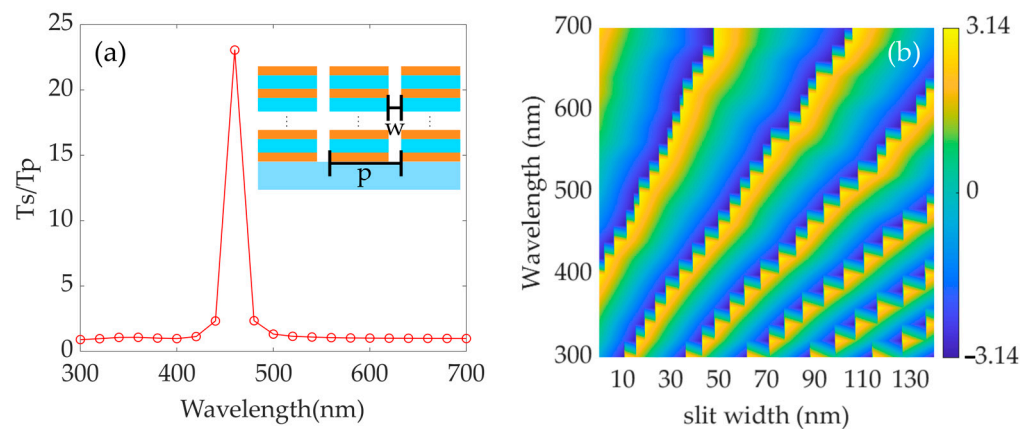 (a)
25
20
15
10
5
0
Ts/Tp
300 400 500 600 700
Wavelength(nm)
w
p
(b)
700
600
500
400
300
Wavelength (nm)
10 30 50 70 90 110 130
slit width (nm)
3.14
0
-3.14